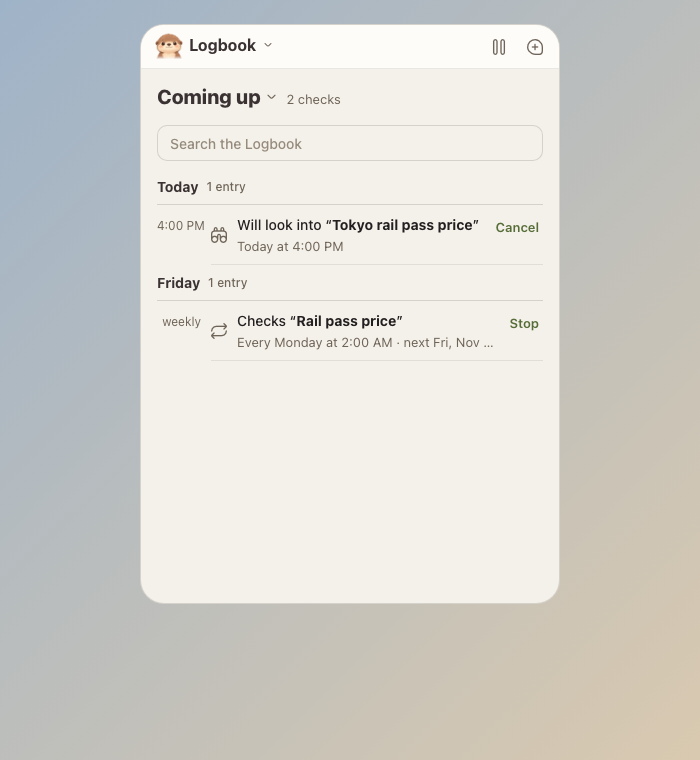 Logbook
Coming up 2 checks
Search the Logbook
Today 1 entry
4:00 PM Will look into “Tokyo rail pass price” Cancel
Today at 4:00 PM
Friday 1 entry
weekly Checks “Rail pass price” Stop
Every Monday at 2:00 AM · next Fri, Nov ...